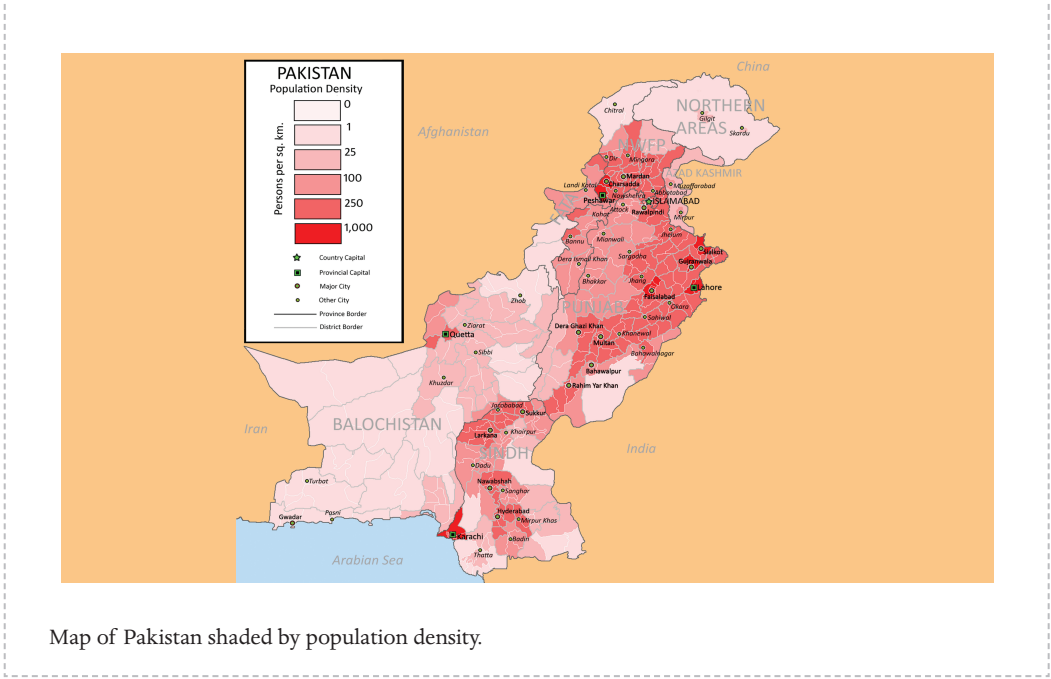 PAKISTAN
Population Density
Persons per sq. km.
0
1
25
100
250
1,000
Country Capital
Provincial Capital
Major City
Other City
Province Border
District Border
China
Afghanistan
Chitral
NORTHERN
AREAS
Gilgit
Skardu
NWFP
Dir
Mingora
AZAD KASHMIR
Mardan
Landi Kotal
Charsadda
Muzaffarabad
Abbotabad
Nowshehra
Peshawar
ISLAMABAD
Attock
Rawalpindi
Kohat
Mirpur
Jhelum
Bannu
Mianwali
Sialkot
Sargodha
Dera Ismail Khan
Gujranwala
Bhakkar
Jhang
Lahore
Faisalabad
Zhob
PUNJAB
Okara
Sahiwal
Ziarat
Dera Ghazi Khan
Quetta
Khanewal
Multan
Sibbi
Bahawalnagar
Bahawalpur
Khuzdar
Rahim Yar Khan
Jacobabad
Sukkur
BALOCHISTAN
Iran
Larkana
Khairpur
India
SINDH
Dadu
Turbat
Nawabshah
Sanghar
Pasni
Gwadar
Hyderabad
Mirpur Khas
Karachi
Badin
Thatta
Arabian Sea
Map of Pakistan shaded by population density.